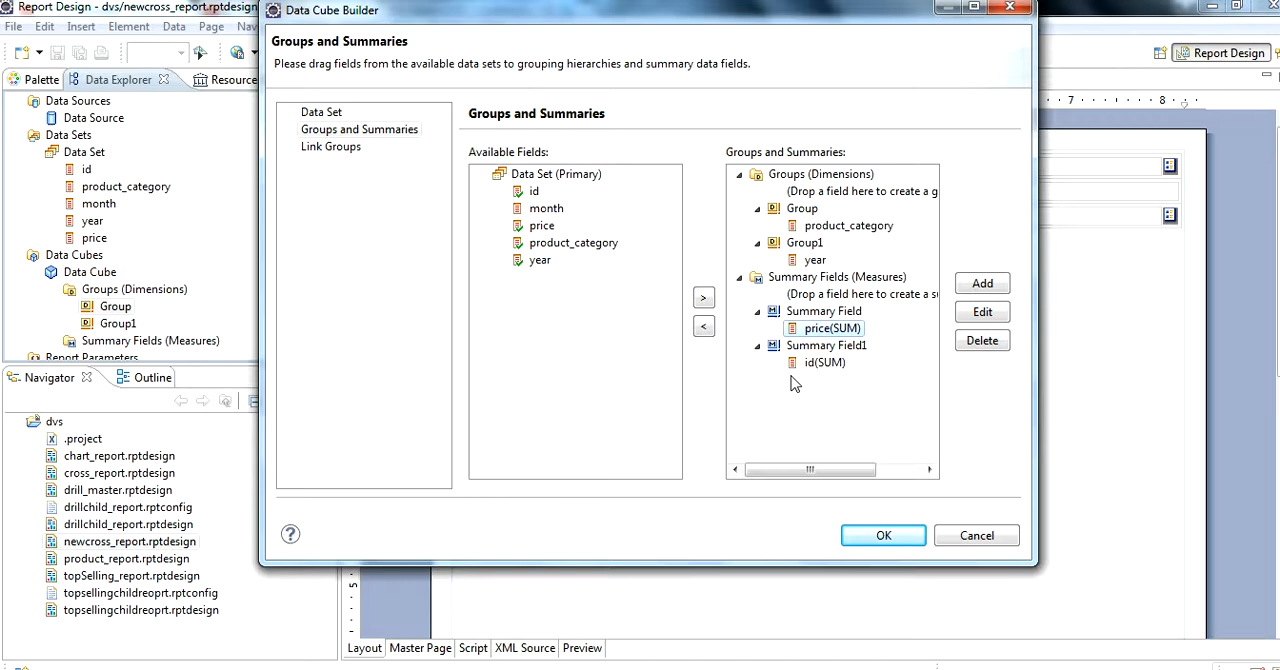 Report Design - dvs/newcross_report.rptdesign
File Edit Insert Element Data Page Nav
Palette Data Explorer Resource
Data Sources
Data Source
Data Sets
Data Set
id
product_category
month
year
price
Data Cubes
Data Cube
Groups (Dimensions)
Group
Group1
Summary Fields (Measures)
Report Parameters
Navigator Outline
dvs
.project
chart_report.rptdesign
cross_report.rptdesign
drill_master.rptdesign
drillchild_report.rptconfig
drillchild_report.rptdesign
newcross_report.rptdesign
product_report.rptdesign
topSelling_report.rptdesign
topsellingchildreoprt.rptconfig
topsellingchildreoprt.rptdesign
Data Cube Builder
Groups and Summaries
Please drag fields from the available data sets to grouping hierarchies and summary data fields.
Data Set
Groups and Summaries
Link Groups
Groups and Summaries
Available Fields:
Data Set (Primary)
id
month
price
product_category
year
>
<
Groups and Summaries:
Groups (Dimensions)
(Drop a field here to create a g
Group
product_category
Group1
year
Summary Fields (Measures)
(Drop a field here to create a su
Summary Field
price(SUM)
Summary Field1
id(SUM)
Add
Edit
Delete
?
OK Cancel
Report Design
7 8
5
Layout Master Page Script XML Source Preview